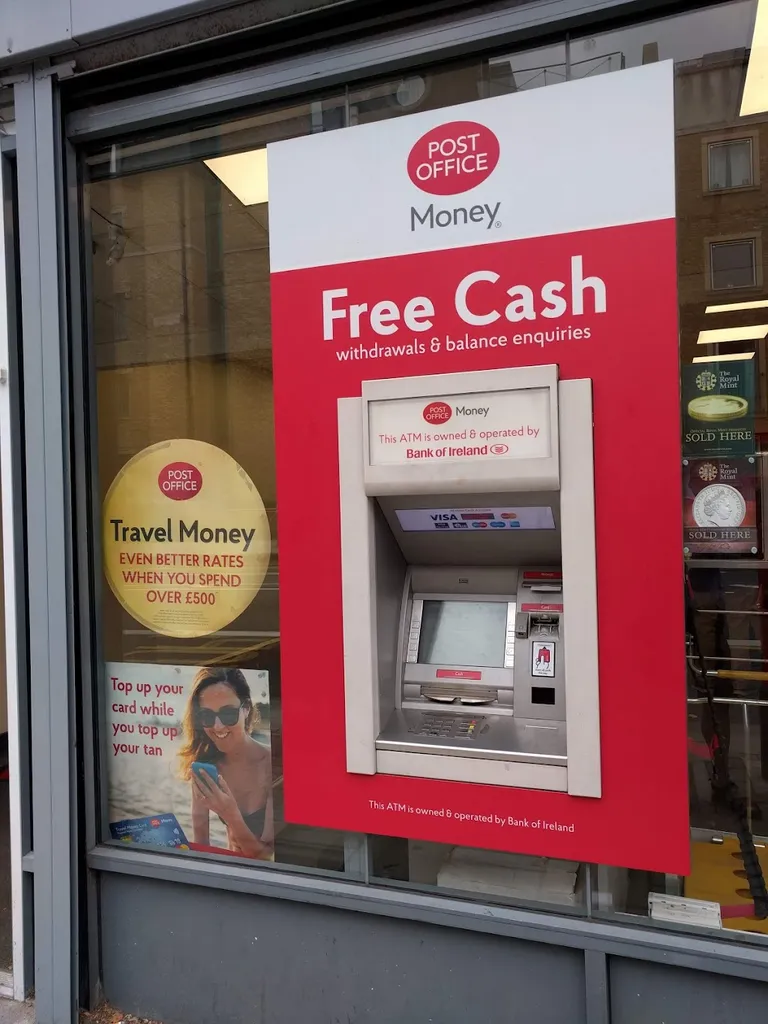 POST
OFFICE
Money
Free Cash
withdrawals & balance enquiries
POST
OFFICE
Money
This ATM is owned & operated by
Bank of Ireland
VISA
Cash
Cash
This ATM is owned & operated by Bank of Ireland
POST
OFFICE
Travel Money
EVEN BETTER RATES
WHEN YOU SPEND
OVER £500
Top up your
card while
you top up
your tan
The
Royal
Mint
SOLD HERE
The
Royal
Mint
SOLD HERE